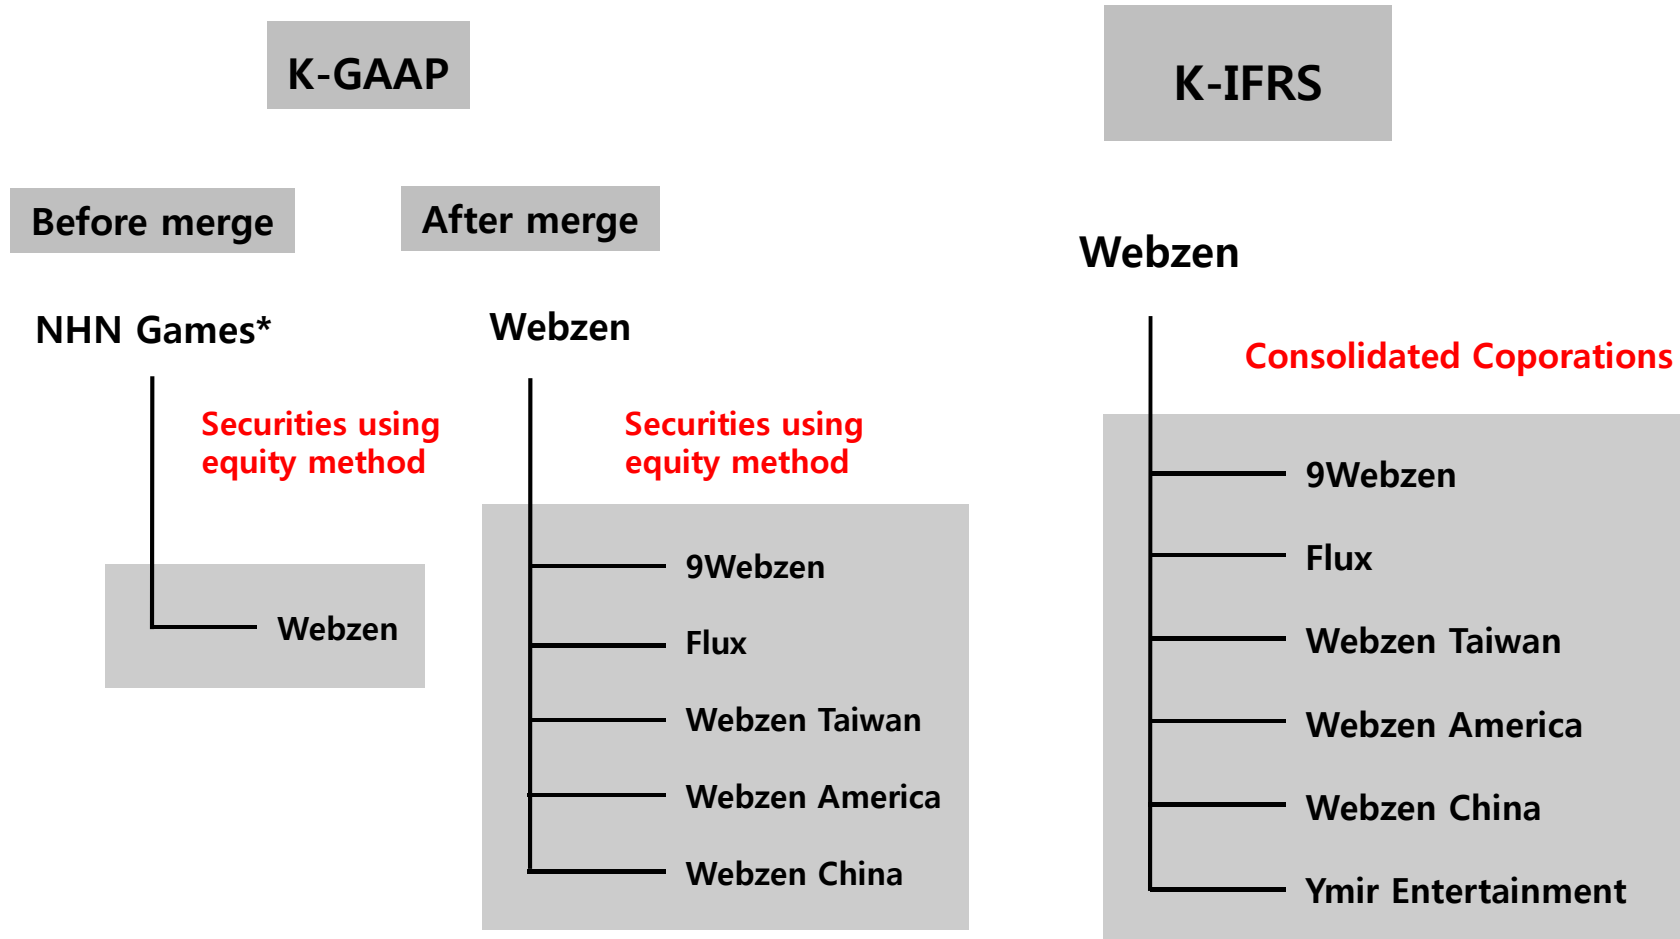 K-GAAP
K-IFRS
Before merge
After merge
NHN Games*
Securities using
equity method
Webzen
Webzen
Securities using
equity method
9Webzen
Flux
Webzen Taiwan
Webzen America
Webzen China
Webzen
Consolidated Coporations
9Webzen
Flux
Webzen Taiwan
Webzen America
Webzen China
Ymir Entertainment